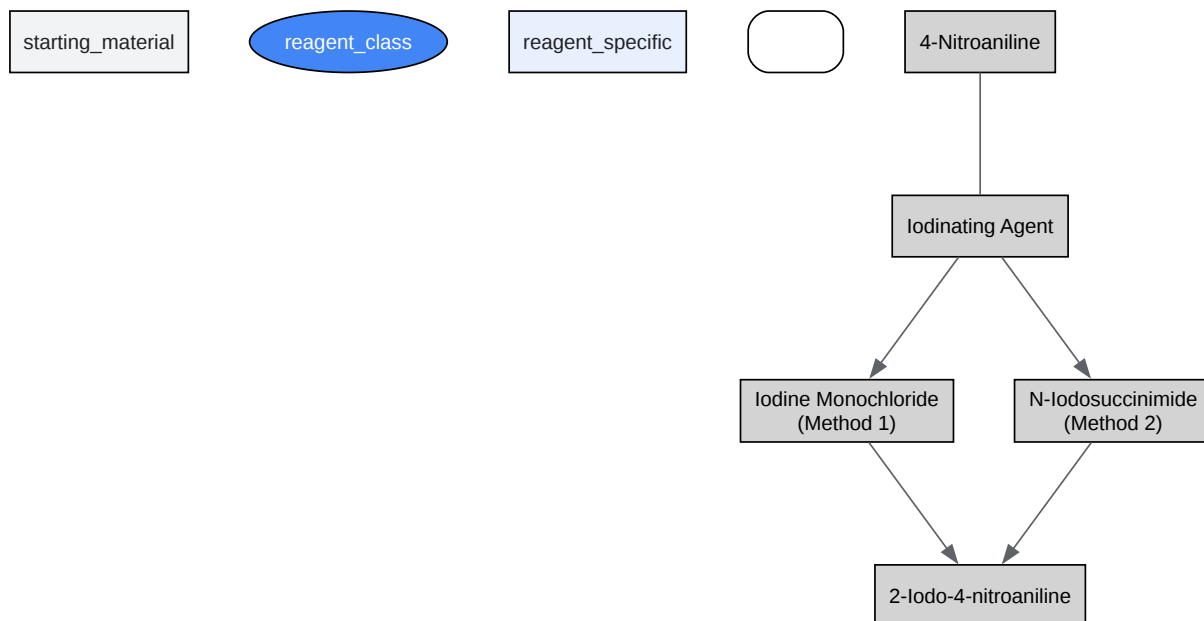 starting_material
reagent_class
reagent_specific
4-Nitroaniline
Iodinating Agent
Iodine Monochloride
(Method 1)
N-Iodosuccinimide
(Method 2)
2-Iodo-4-nitroaniline